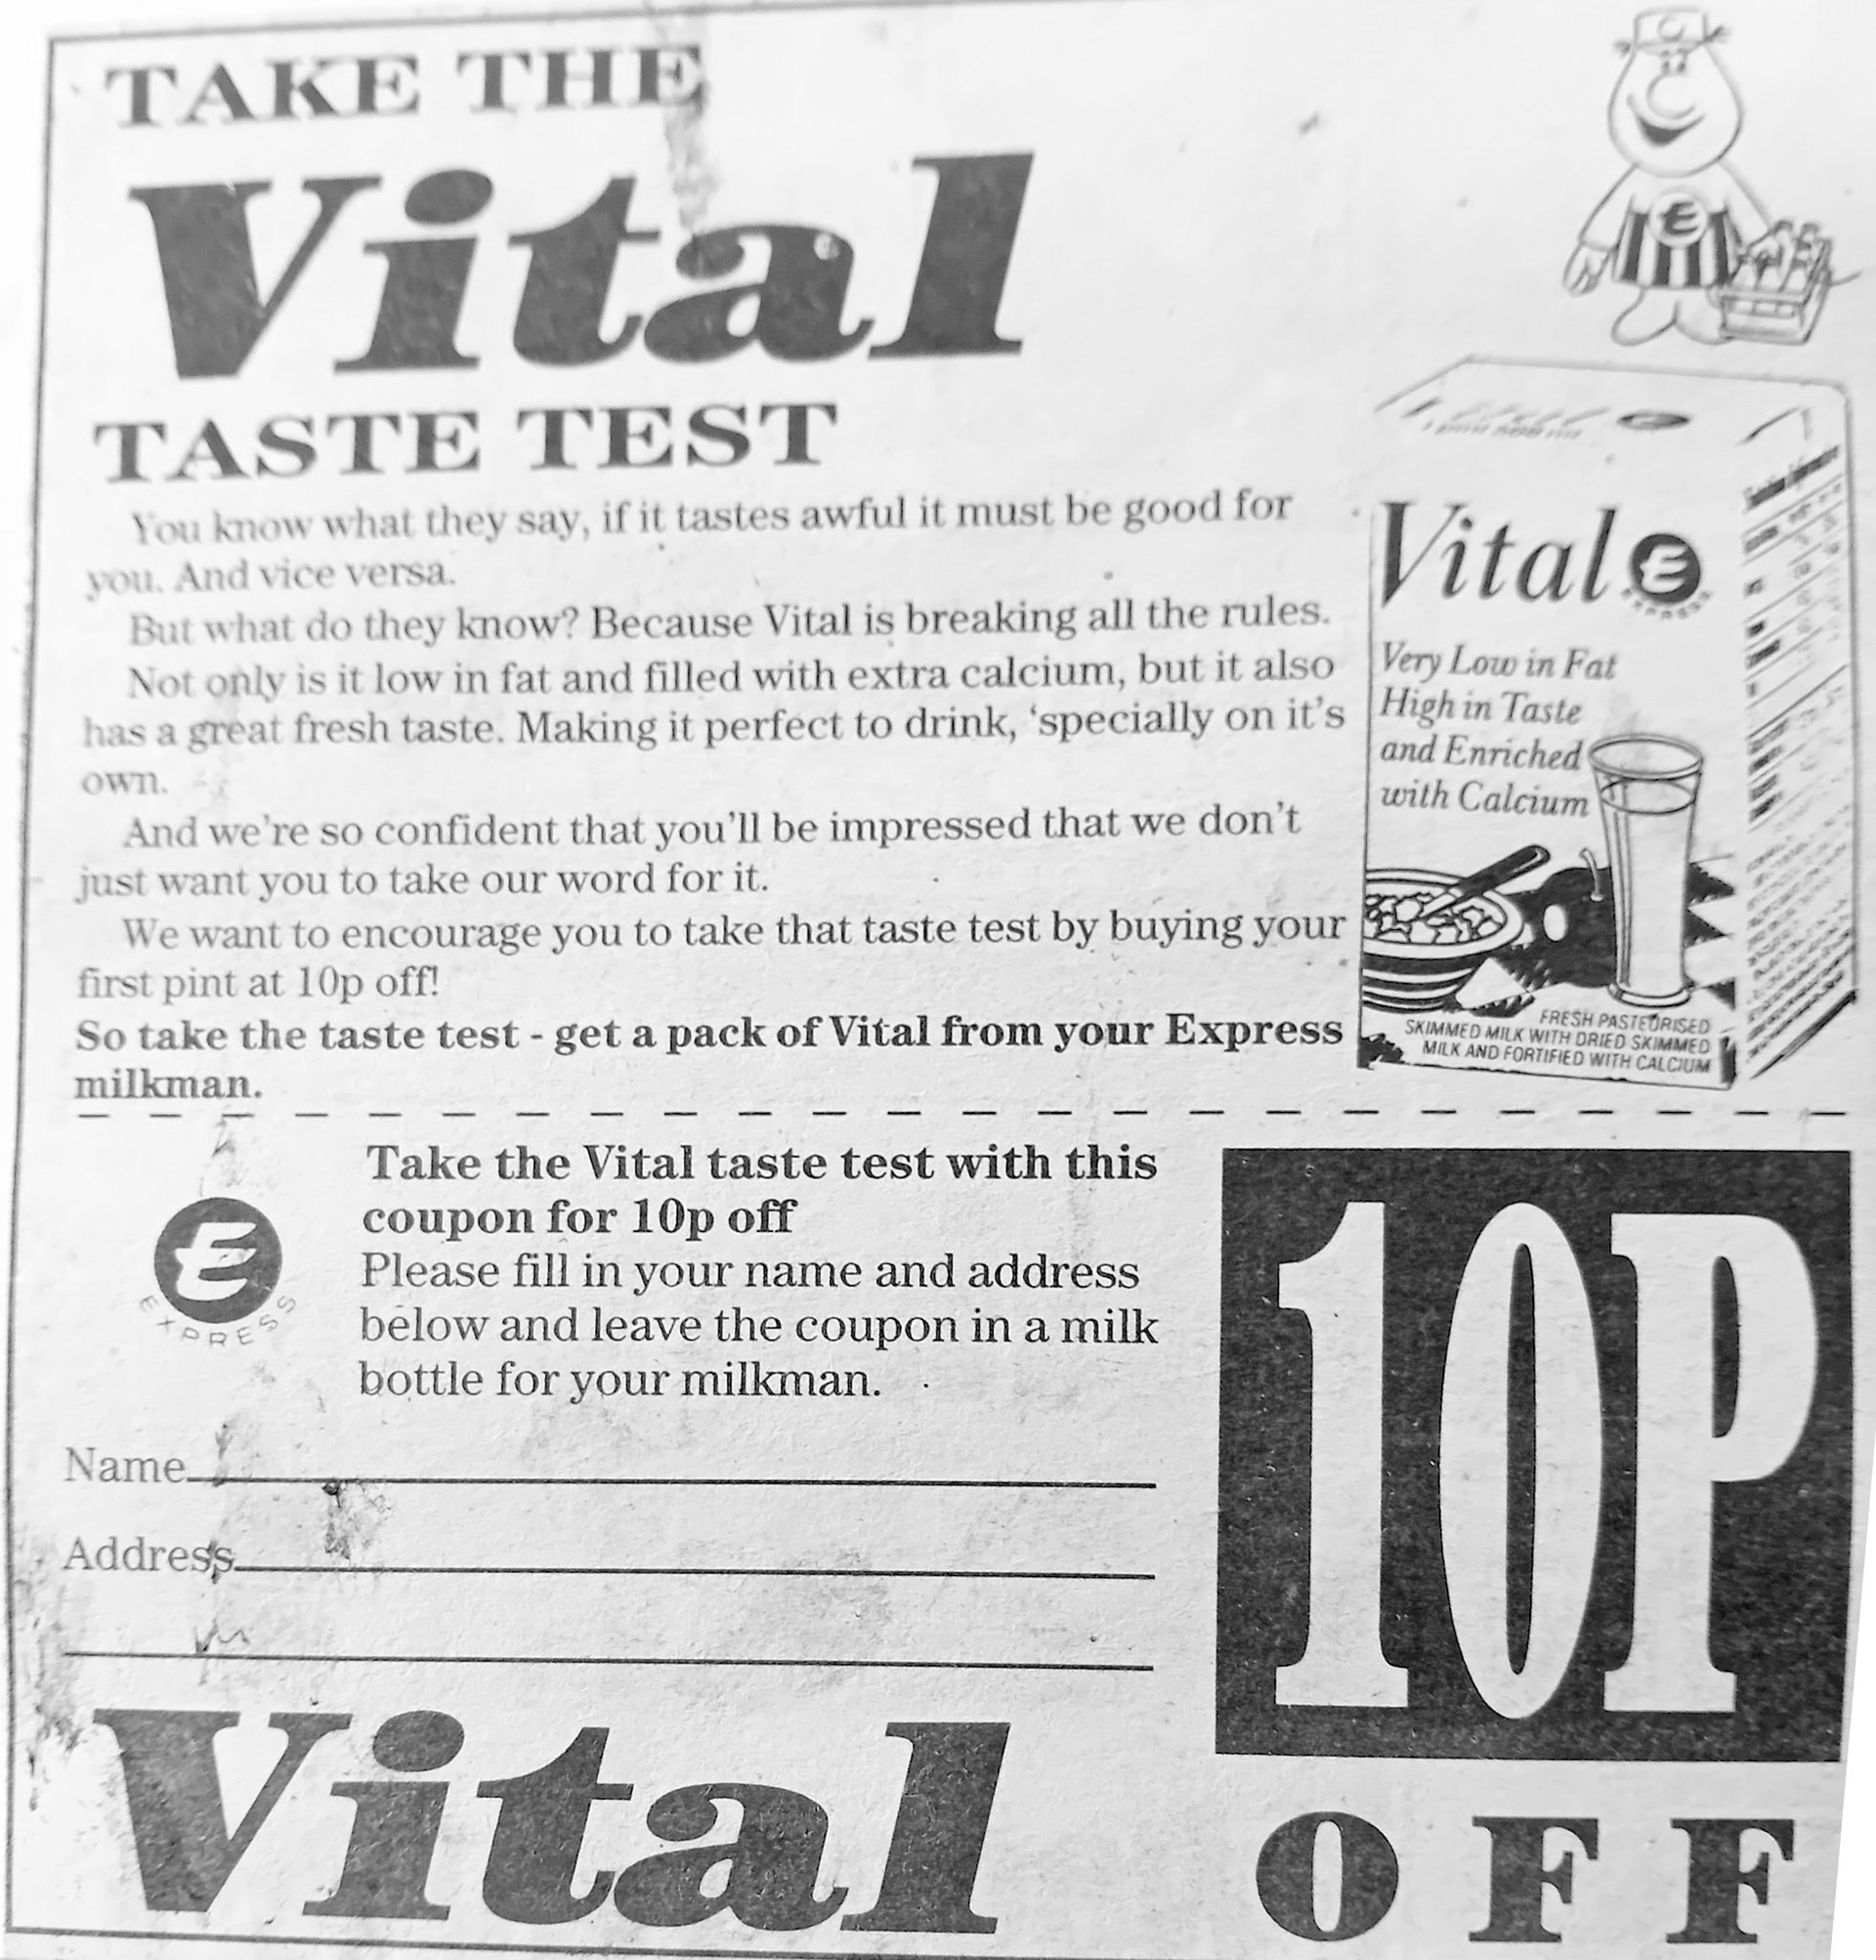 TAKE THE
Vital
TASTE TEST
You know what they say, if it tastes awful it must be good for
you. And vice versa.
But what do they know? Because Vital is breaking all the rules.
Not only is it low in fat and filled with extra calcium, but it also
has a great fresh taste. Making it perfect to drink, ‘specially on it’s
own.
And we’re so confident that you’ll be impressed that we don’t
just want you to take our word for it.
We want to encourage you to take that taste test by buying your
first pint at 10p off!
So take the taste test - get a pack of Vital from your Express
milkman.
E
Vital E
EXPRESS
Very Low in Fat
High in Taste
and Enriched
with Calcium
FRESH PASTEURISED
SKIMMED MILK WITH DRIED SKIMMED
MILK AND FORTIFIED WITH CALCIUM
E
EXPRESS
Take the Vital taste test with this
coupon for 10p off
Please fill in your name and address
below and leave the coupon in a milk
bottle for your milkman.
Name
Address
Vital
10P
OFF